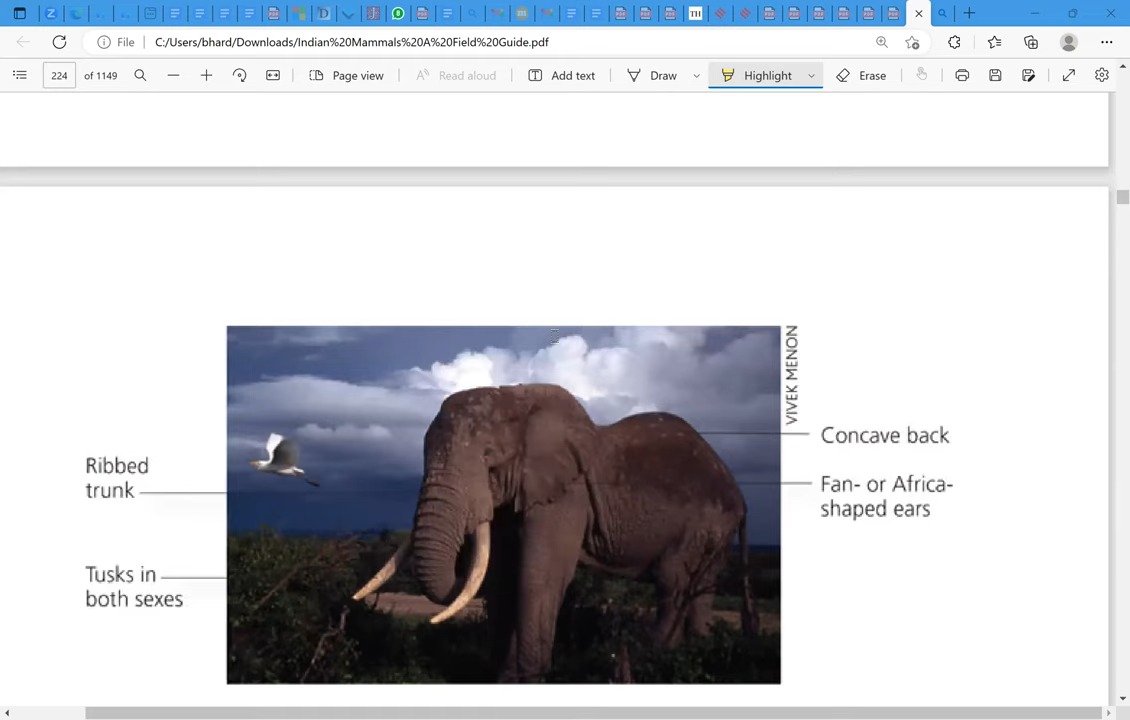 File
C:/Users/bhard/Downloads/Indian%20Mammals%20A%20Field%20Guide.pdf
224 of 1149
Page view
Read aloud
Add text
Draw
Highlight
Erase
VIVEK MENON
Concave back
Ribbed
trunk
Fan- or Africa-
shaped ears
Tusks in
both sexes